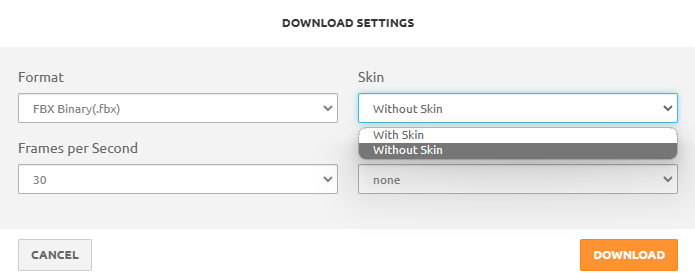 DOWNLOAD SETTINGS
Format
Skin
FBX Binary(.fbx)
Without Skin
With Skin
Without Skin
Frames per Second
30
none
CANCEL
DOWNLOAD